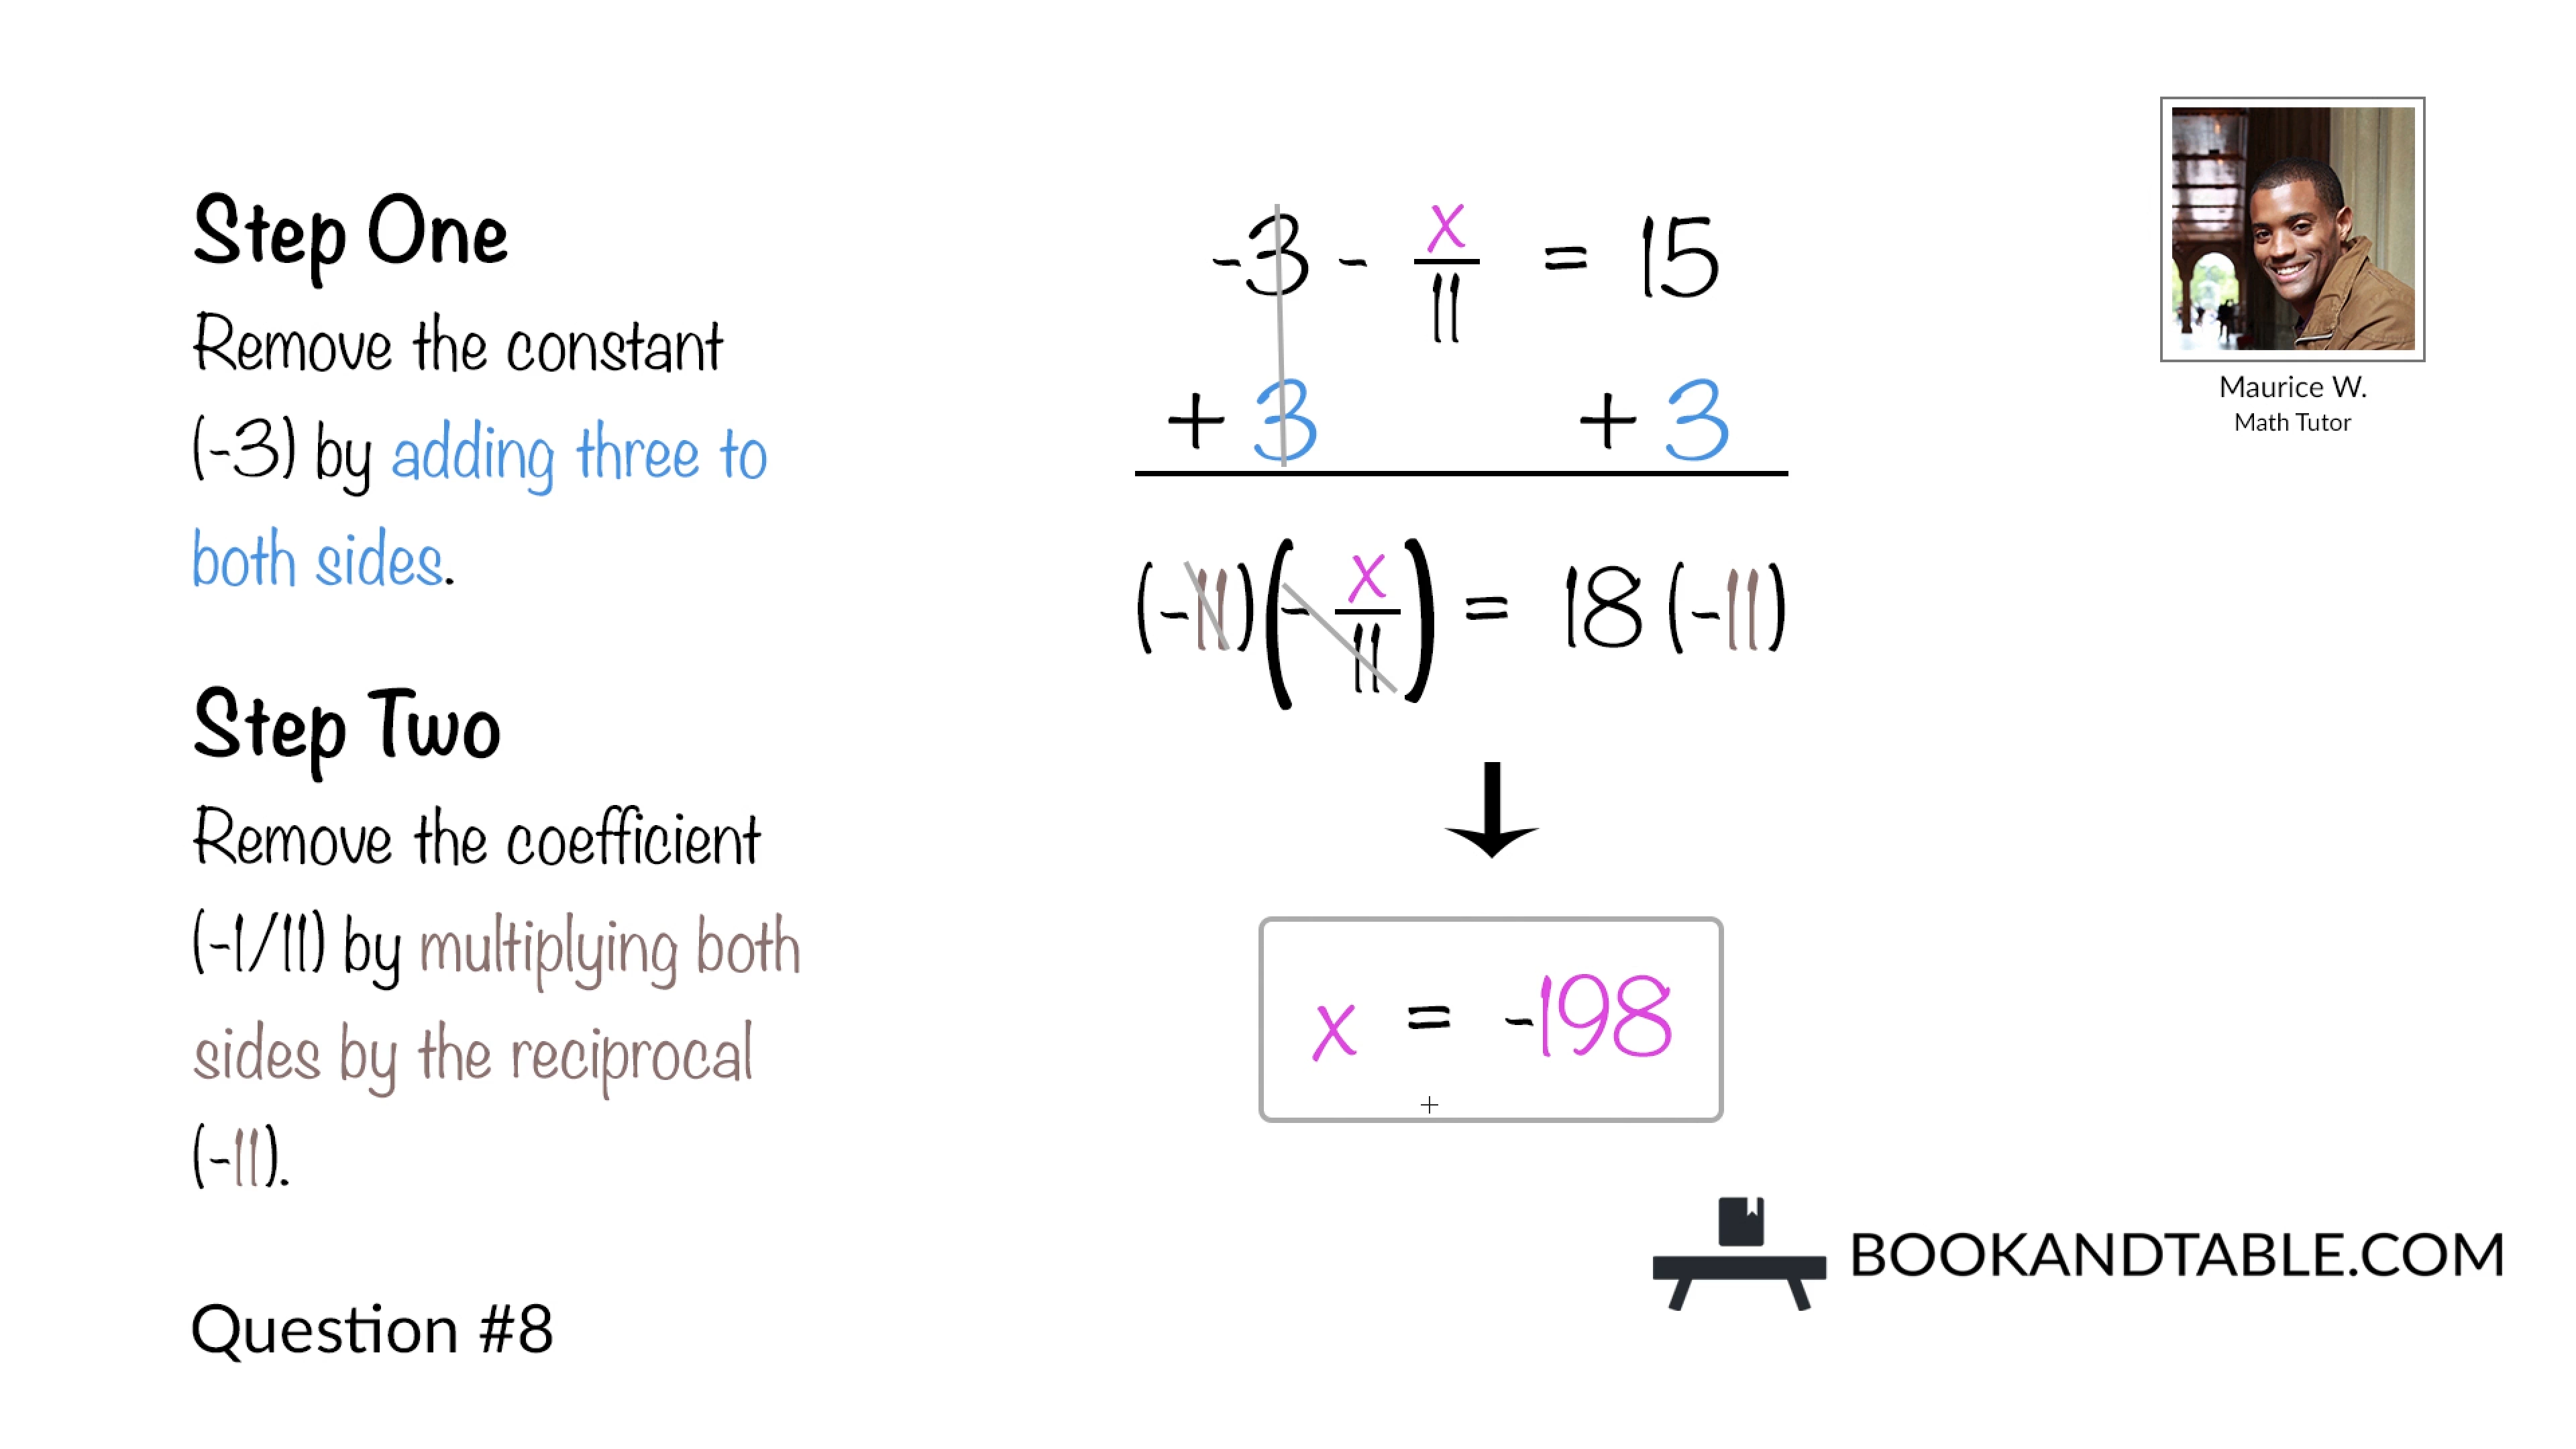 Step One
Remove the constant
(-3) by adding three to
both sides.
Step Two
Remove the coefficient
(-1/11) by multiplying both
sides by the reciprocal
(-11).
Question #8
-3 - x/11 = 15
+ 3 + 3
(-11)(- x/11) = 18 (-11)
x = -198
Maurice W.
Math Tutor
BOOKANDTABLE.COM